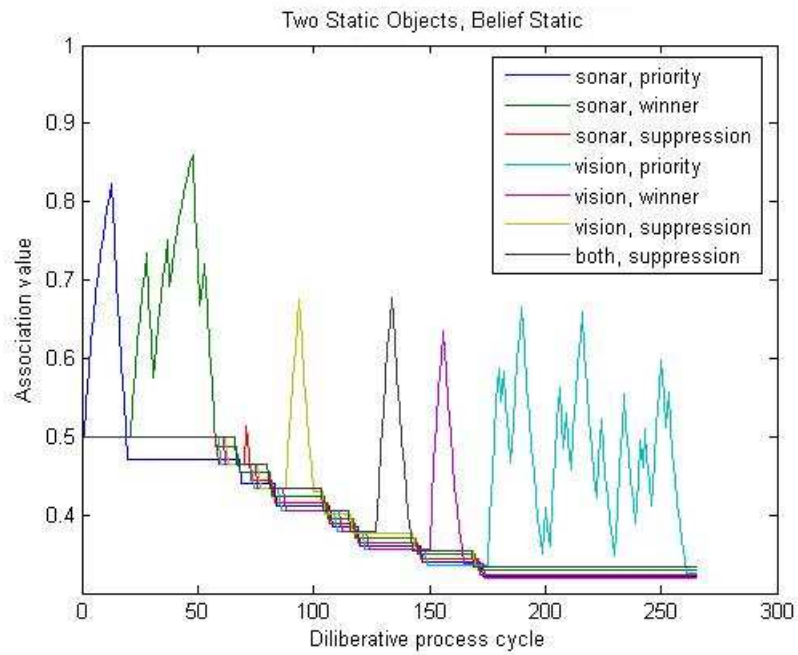 Two Static Objects, Belief Static
1
0.9
0.8
0.7
0.6
0.5
0.4
Association value
sonar, priority
sonar, winner
sonar, suppression
vision, priority
vision, winner
vision, suppression
both, suppression
0 50 100 150 200 250 300
Diliberative process cycle